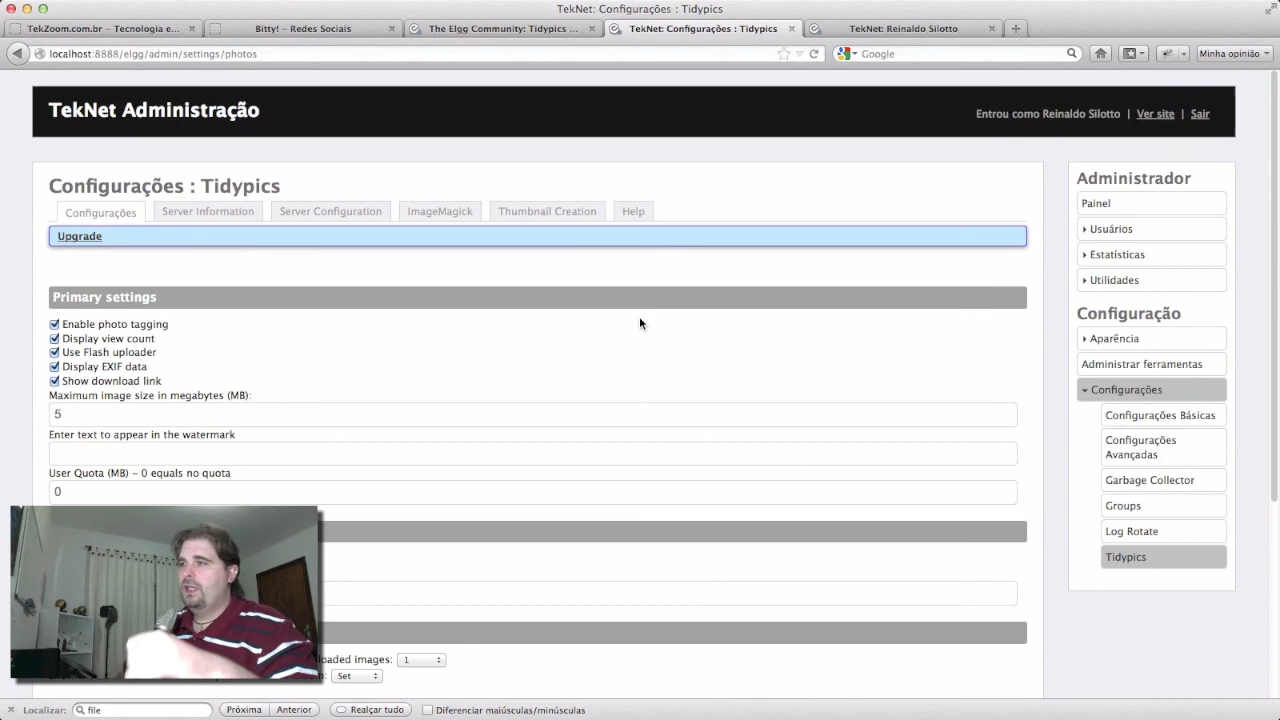 TekNet: Configurações : Tidypics
TekZoom.com.br – Tecnologia e...
Bitty! – Redes Sociais
The Elgg Community: Tidypics ...
TekNet: Configurações : Tidypics
TekNet: Reinaldo Silotto
localhost:8888/elgg/admin/settings/photos
Google
Minha opinião
TekNet Administração
Entrou como Reinaldo Silotto | Ver site | Sair
Configurações : Tidypics
Configurações
Server Information
Server Configuration
ImageMagick
Thumbnail Creation
Help
Upgrade
Primary settings
Enable photo tagging
Display view count
Use Flash uploader
Display EXIF data
Show download link
Maximum image size in megabytes (MB):
5
Enter text to appear in the watermark
User Quota (MB) – 0 equals no quota
0
loaded images: 1
Set
Administrador
Painel
Usuários
Estatísticas
Utilidades
Configuração
Aparência
Administrar ferramentas
Configurações
Configurações Básicas
Configurações
Avançadas
Garbage Collector
Groups
Log Rotate
Tidypics
Localizar: file Próxima Anterior Realçar tudo Diferenciar maiúsculas/minúsculas